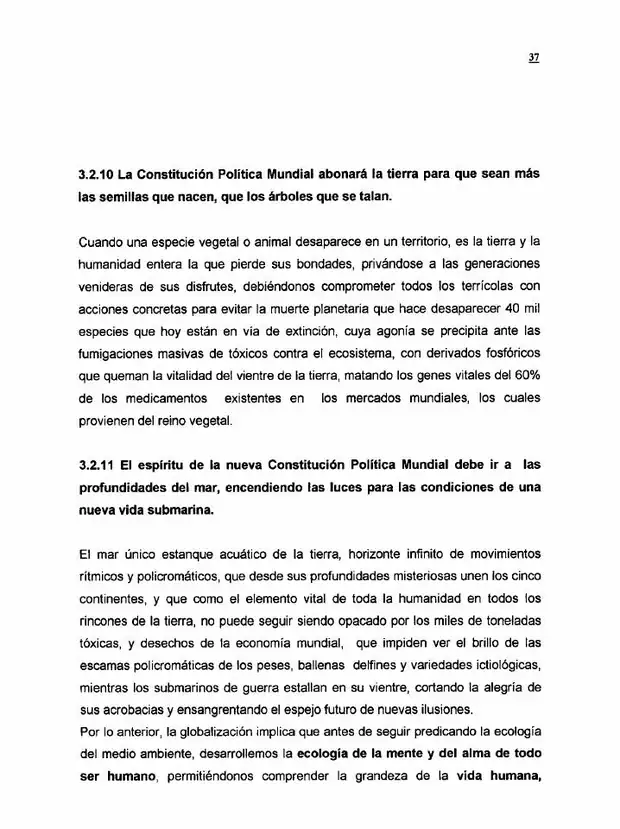 37
3.2.10 La Constitución Política Mundial abonará la tierra para que sean más
las semillas que nacen, que los árboles que se talan.
Cuando una especie vegetal o animal desaparece en un territorio, es la tierra y la
humanidad entera la que pierde sus bondades, privándose a las generaciones
venideras de sus disfrutes, debiéndonos comprometer todos los terrícolas con
acciones concretas para evitar la muerte planetaria que hace desaparecer 40 mil
especies que hoy están en vía de extinción, cuya agonía se precipita ante las
fumigaciones masivas de tóxicos contra el ecosistema, con derivados fosfóricos
que queman la vitalidad del vientre de la tierra, matando los genes vitales del 60%
de los medicamentos existentes en los mercados mundiales, los cuales
provienen del reino vegetal.
3.2.11 El espíritu de la nueva Constitución Política Mundial debe ir a las
profundidades del mar, encendiendo las luces para las condiciones de una
nueva vida submarina.
El mar único estanque acuático de la tierra, horizonte infinito de movimientos
rítmicos y policromáticos, que desde sus profundidades misteriosas unen los cinco
continentes, y que como el elemento vital de toda la humanidad en todos los
rincones de la tierra, no puede seguir siendo opacado por los miles de toneladas
tóxicas, y desechos de la economía mundial, que impiden ver el brillo de las
escamas policromáticas de los peses, ballenas delfines y variedades ictiológicas,
mientras los submarinos de guerra estallan en su vientre, cortando la alegría de
sus acrobacias y ensangrentando el espejo futuro de nuevas ilusiones.
Por lo anterior, la globalización implica que antes de seguir predicando la ecología
del medio ambiente, desarrollemos la ecología de la mente y del alma de todo
ser humano, permitiéndonos comprender la grandeza de la vida humana,